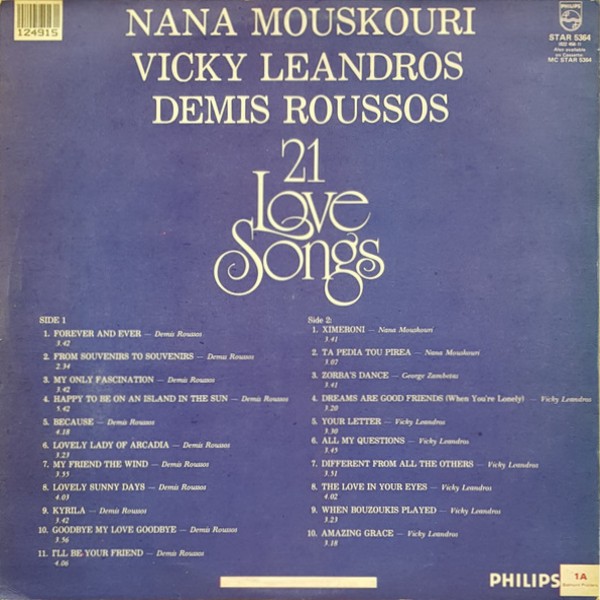 124915
NANA MOUSKOURI
VICKY LEANDROS
DEMIS ROUSSOS
PHILIPS
STAR 5364
Also available
on Cassette
MC STAR 5364
21
Love
Songs
SIDE 1
1. FOREVER AND EVER — Demis Roussos
3.42
2. FROM SOUVENIRS TO SOUVENIRS — Demis Roussos
2.34
3. MY ONLY FASCINATION — Demis Roussos
3.42
4. HAPPY TO BE ON AN ISLAND IN THE SUN — Demis Roussos
3.42
5. BECAUSE — Demis Roussos
4.18
6. LOVELY LADY OF ARCADIA — Demis Roussos
3.23
7. MY FRIEND THE WIND — Demis Roussos
3.55
8. LOVELY SUNNY DAYS — Demis Roussos
4.03
9. KYRILA — Demis Roussos
3.42
10. GOODBYE MY LOVE GOODBYE — Demis Roussos
3.56
11. I'LL BE YOUR FRIEND — Demis Roussos
4.06
Side 2:
1. XIMERONI — Nana Mouskouri
3.41
2. TA PEDIA TOU PIREA — Nana Mouskouri
3.07
3. ZORBA'S DANCE — George Zambetas
3.41
4. DREAMS ARE GOOD FRIENDS (When You're Lonely) — Vicky Leandros
3.20
5. YOUR LETTER — Vicky Leandros
3.30
6. ALL MY QUESTIONS — Vicky Leandros
3.45
7. DIFFERENT FROM ALL THE OTHERS — Vicky Leandros
3.51
8. THE LOVE IN YOUR EYES — Vicky Leandros
4.02
9. WHEN BOUZOUKIS PLAYED — Vicky Leandros
3.23
10. AMAZING GRACE — Vicky Leandros
3.18
PHILIPS
1A